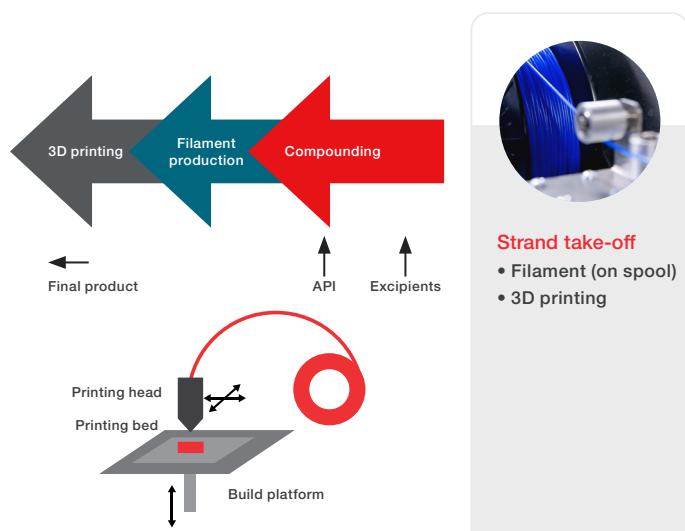 3D printing
Filament
production
Compounding
Final product
API
Excipients
Printing head
Printing bed
Build platform
Strand take-off
• Filament (on spool)
• 3D printing